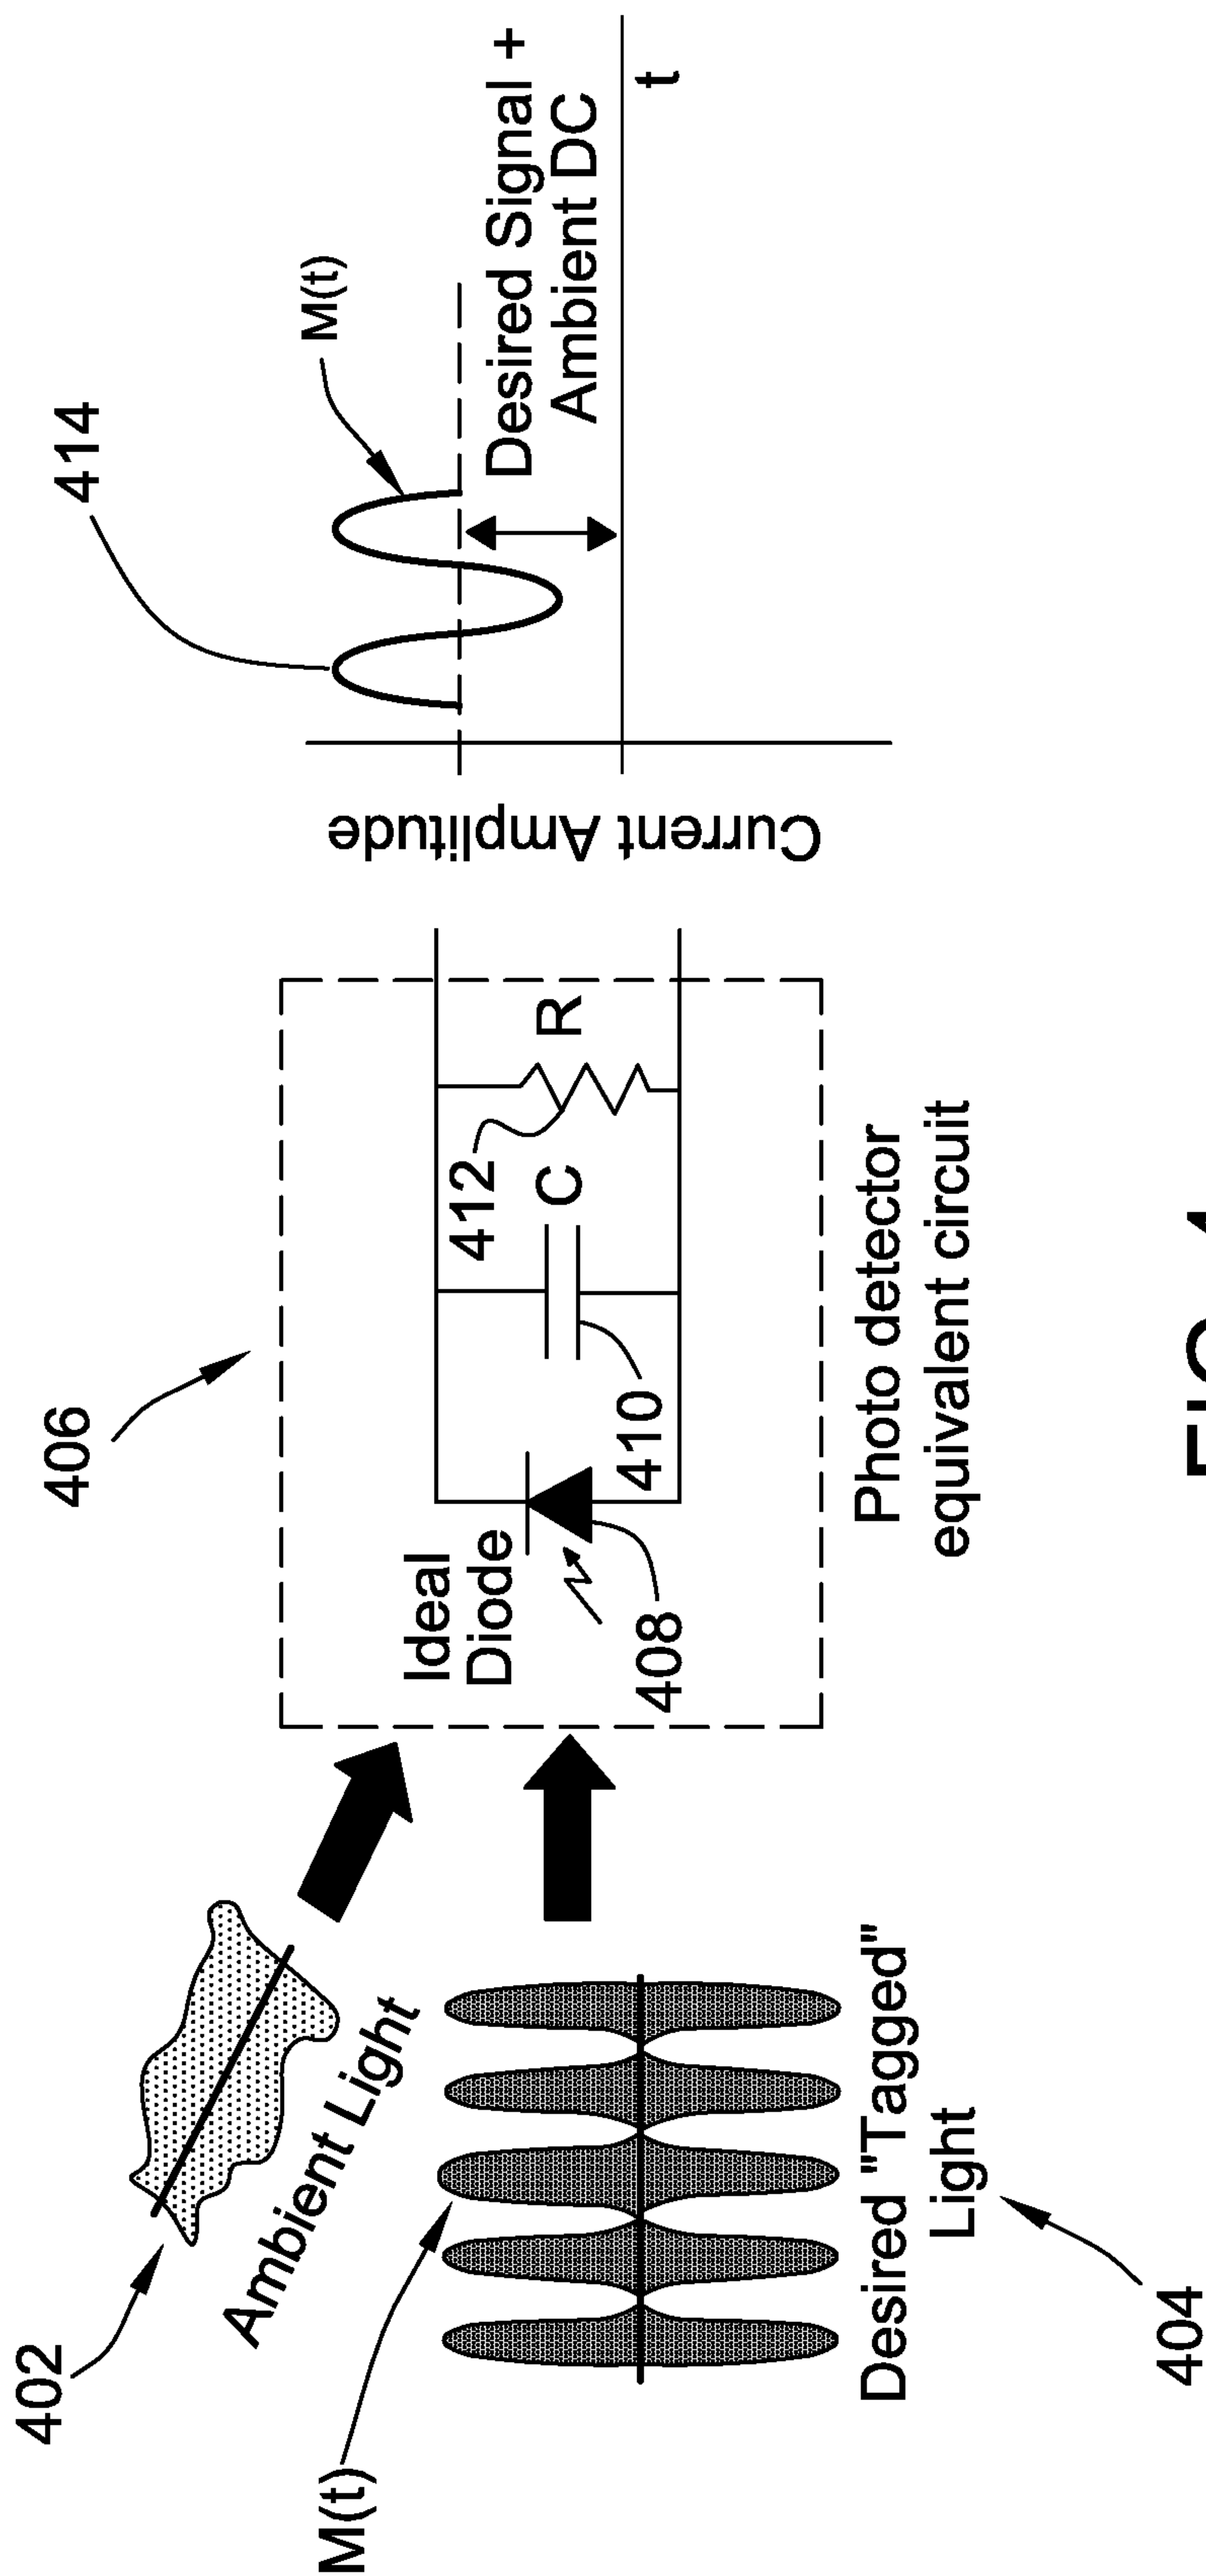 402
Ambient Light
M(t)
Desired "Tagged"
Light
404
406
Ideal
Diode
408
410
C
412
R
Photo detector
equivalent circuit
Current Amplitude
414
M(t)
Desired Signal +
Ambient DC
t